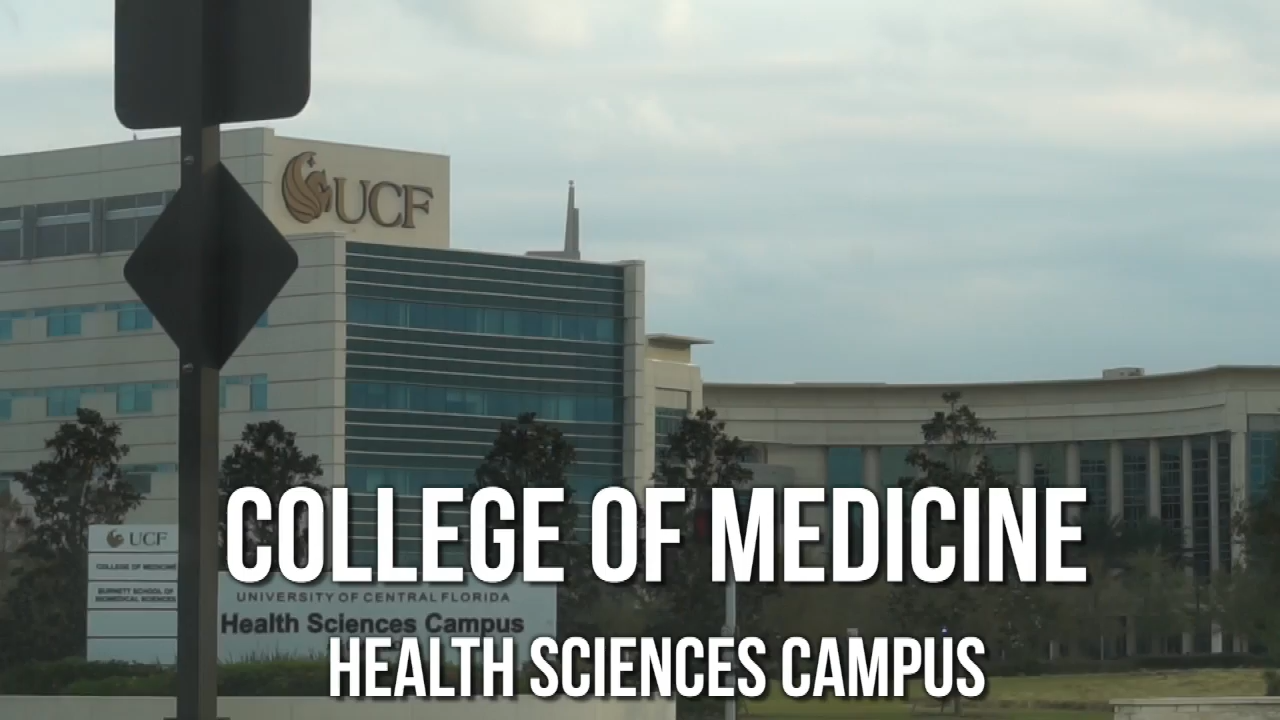 UCF
COLLEGE OF MEDICINE
UCF
COLLEGE OF MEDICINE
BURNETT SCHOOL OF
BIOMEDICAL SCIENCES
UNIVERSITY OF CENTRAL FLORIDA
Health Sciences Campus
HEALTH SCIENCES CAMPUS